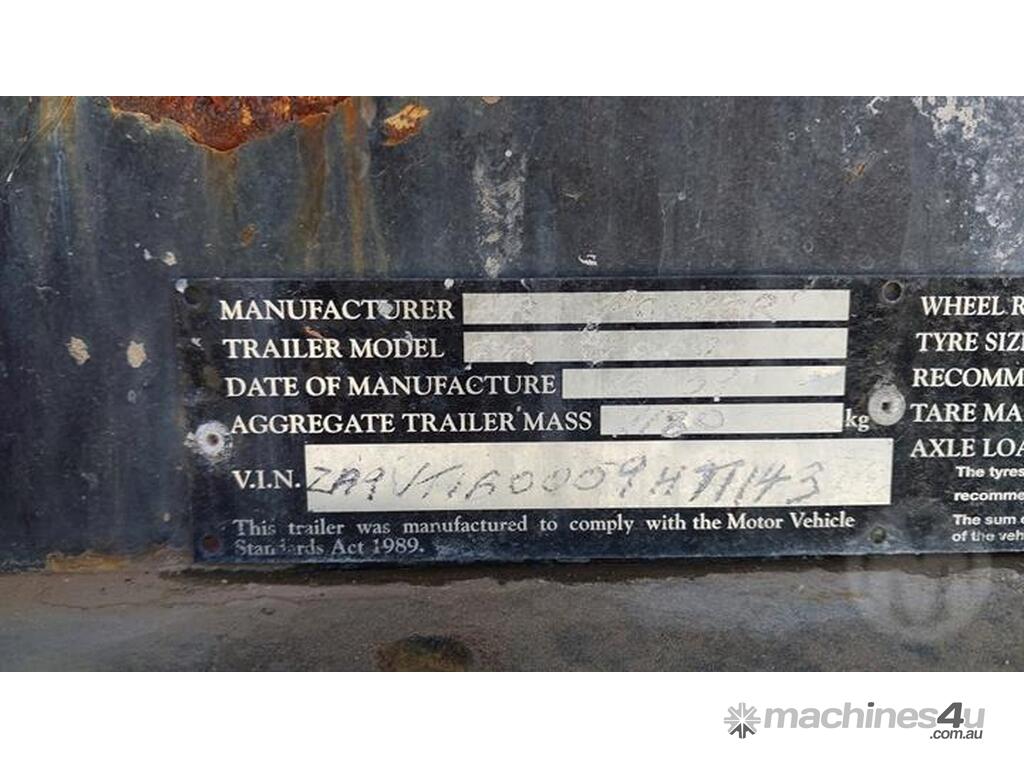 MANUFACTURER
TRAILER MODEL
DATE OF MANUFACTURE
AGGREGATE TRAILER MASS kg
V.I.N.
This trailer was manufactured to comply with the Motor Vehicle
Standards Act 1989.
WHEEL R
TYRE SIZE
RECOMM
TARE MA
AXLE LOA
The tyres
recomme
The sum o
of the veh
machines4u
.com.au